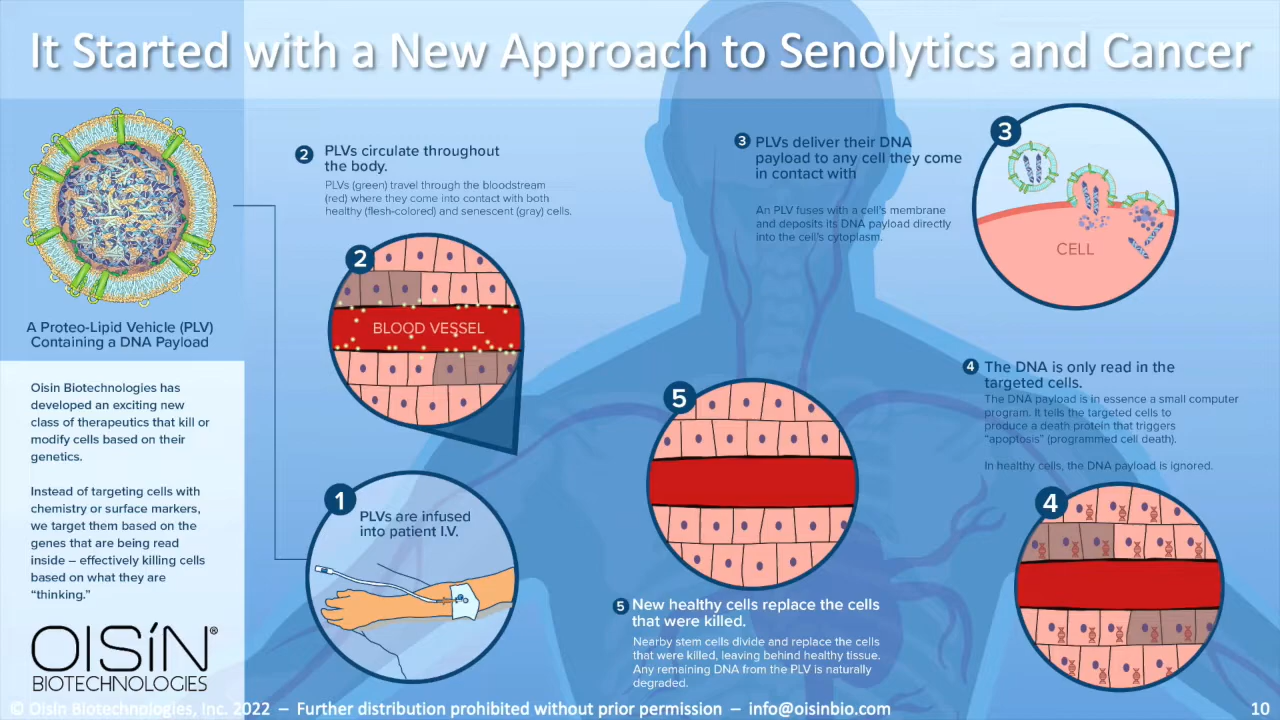 It Started with a New Approach to Senolytics and Cancer
A Proteo-Lipid Vehicle (PLV)
Containing a DNA Payload
Oisin Biotechnologies has
developed an exciting new
class of therapeutics that kill or
modify cells based on their
genetics.
Instead of targeting cells with
chemistry or surface markers,
we target them based on the
genes that are being read
inside – effectively killing cells
based on what they are
“thinking.”
OISÍN®
BIOTECHNOLOGIES
1
PLVs are infused
into patient I.V.
2 PLVs circulate throughout
the body.
PLVs (green) travel through the bloodstream
(red) where they come into contact with both
healthy (flesh-colored) and senescent (gray) cells.
2
BLOOD VESSEL
3 PLVs deliver their DNA
payload to any cell they come
in contact with
An PLV fuses with a cell's membrane
and deposits its DNA payload directly
into the cell's cytoplasm.
3
CELL
4 The DNA is only read in the
targeted cells.
The DNA payload is in essence a small computer
program. It tells the targeted cells to
produce a death protein that triggers
“apoptosis” (programmed cell death).
In healthy cells, the DNA payload is ignored.
4
5
5 New healthy cells replace the cells
that were killed.
Nearby stem cells divide and replace the cells
that were killed, leaving behind healthy tissue.
Any remaining DNA from the PLV is naturally
degraded.
© Oisin Biotechnologies, Inc. 2022 – Further distribution prohibited without prior permission – info@oisinbio.com
10